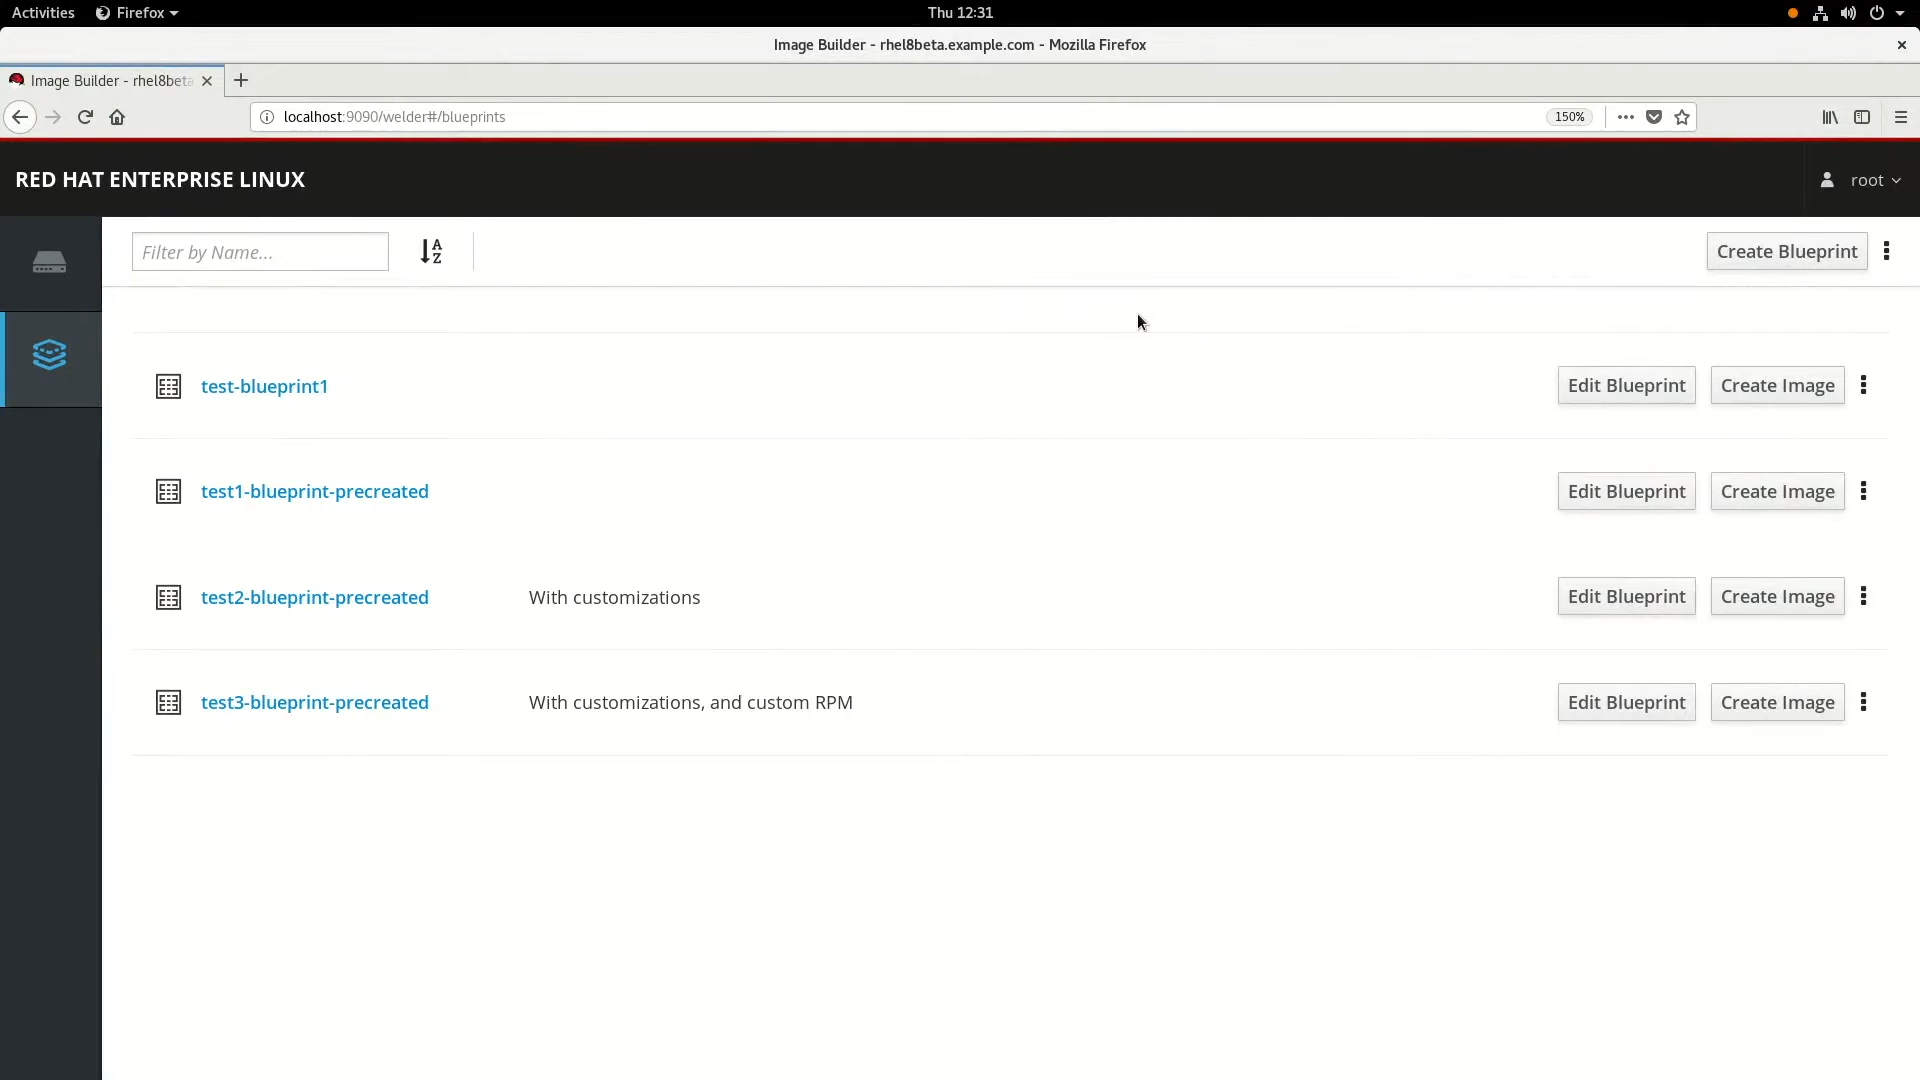 Activities Firefox Thu 12:31
Image Builder - rhel8beta.example.com - Mozilla Firefox
Image Builder - rhel8beta
localhost:9090/welder#/blueprints 150%
RED HAT ENTERPRISE LINUX root
Filter by Name... A Z Create Blueprint
test-blueprint1 Edit Blueprint Create Image
test1-blueprint-precreated Edit Blueprint Create Image
test2-blueprint-precreated With customizations Edit Blueprint Create Image
test3-blueprint-precreated With customizations, and custom RPM Edit Blueprint Create Image